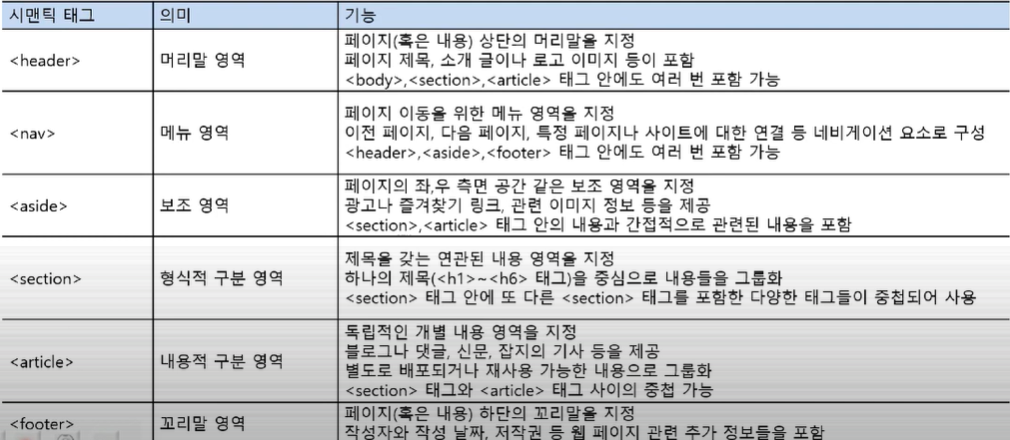 시맨틱 태그 의미 기능
<header> 머리말 영역
페이지(혹은 내용) 상단의 머리말을 지정
페이지 제목, 소개 글이나 로고 이미지 등이 포함
<body>,<section>,<article> 태그 안에도 여러 번 포함 가능
<nav> 메뉴 영역
페이지 이동을 위한 메뉴 영역을 지정
이전 페이지, 다음 페이지, 특정 페이지나 사이트에 대한 연결 등 네비게이션 요소로 구성
<header>,<aside>,<footer> 태그 안에도 여러 번 포함 가능
<aside> 보조 영역
페이지의 좌,우 측면 공간 같은 보조 영역을 지정
광고나 즐겨찾기 링크, 관련 이미지 정보 등을 제공
<section>,<article> 태그 안의 내용과 간접적으로 관련된 내용을 포함
<section> 형식적 구분 영역
제목을 갖는 연관된 내용 영역을 지정
하나의 제목(<h1>~<h6> 태그)을 중심으로 내용들을 그룹화
<section> 태그 안에 또 다른 <section> 태그를 포함한 다양한 태그들이 중첩되어 사용
<article> 내용적 구분 영역
독립적인 개별 내용 영역을 지정
블로그나 댓글, 신문, 잡지의 기사 등을 제공
별도로 배포되거나 재사용 가능한 내용으로 그룹화
<section> 태그와 <article> 태그 사이의 중첩 가능
<footer> 꼬리말 영역
페이지(혹은 내용) 하단의 꼬리말을 지정
작성자와 작성 날짜, 저작권 등 웹 페이지 관련 추가 정보들을 포함